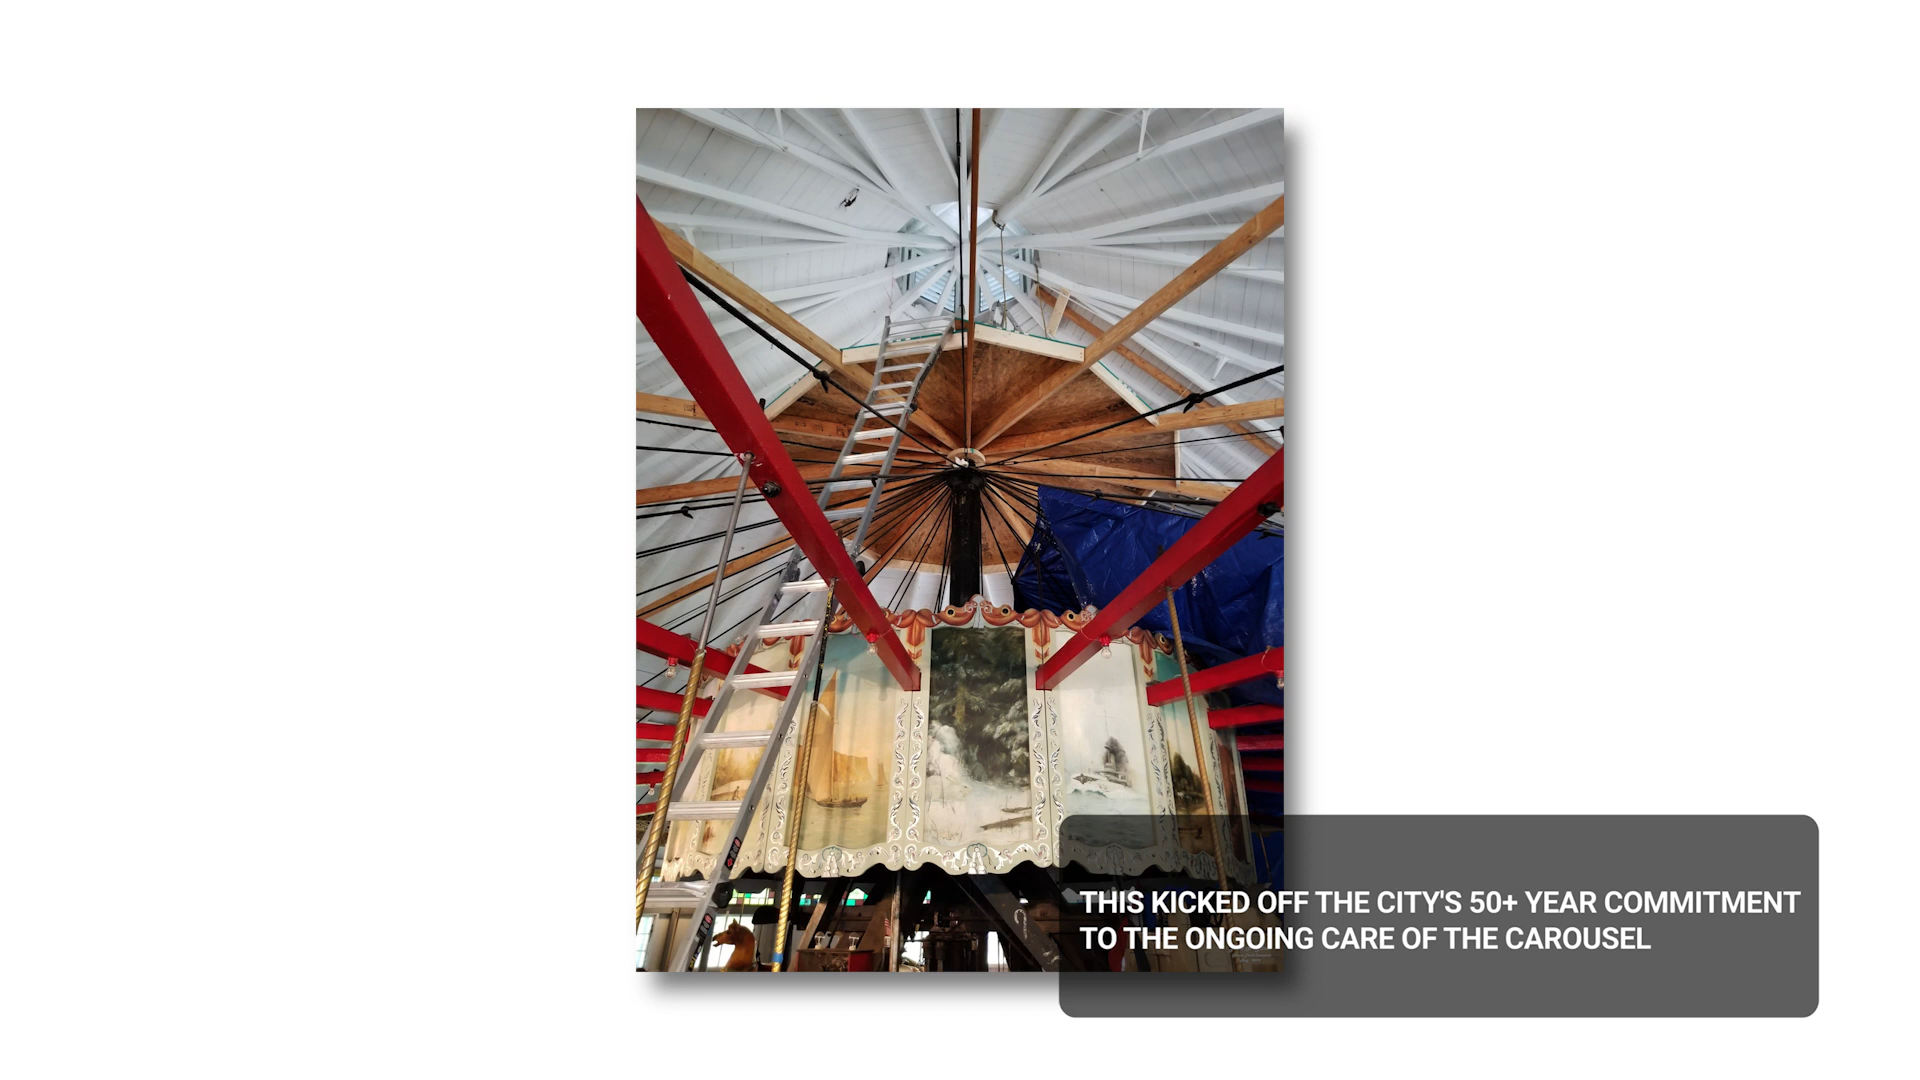 THIS KICKED OFF THE CITY'S 50+ YEAR COMMITMENT
TO THE ONGOING CARE OF THE CAROUSEL